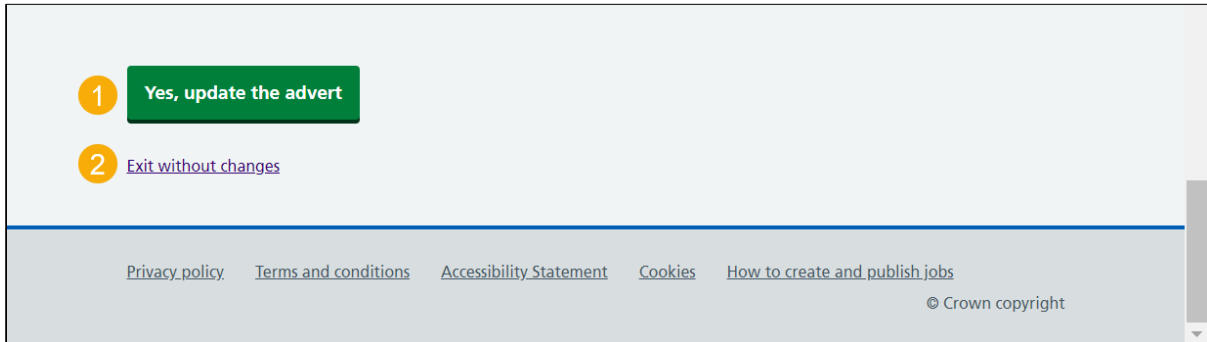 1 Yes, update the advert
2 Exit without changes
Privacy policy Terms and conditions Accessibility Statement Cookies How to create and publish jobs
© Crown copyright